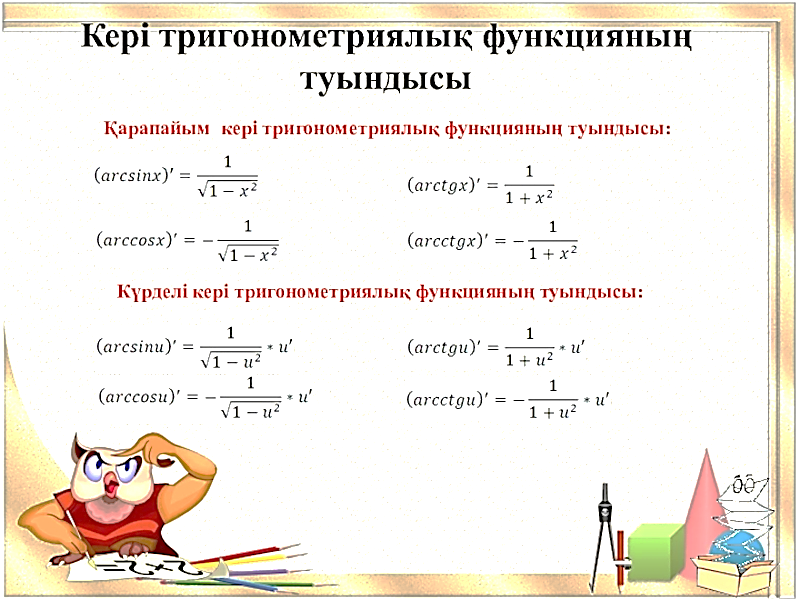 Кері тригонометриялық функцияның
туындысы
Қарапайым кері тригонометриялық функцияның туындысы:
(arcsinx)′ = 1/√(1 − x²)
(arctgx)′ = 1/(1 + x²)
(arccosx)′ = − 1/√(1 − x²)
(arcctgx)′ = − 1/(1 + x²)
Күрделі кері тригонометриялық функцияның туындысы:
(arcsinu)′ = 1/√(1 − u²) * u′
(arctgu)′ = 1/(1 + u²) * u′
(arccosu)′ = − 1/√(1 − u²) * u′
(arcctgu)′ = − 1/(1 + u²) * u′
2+2=